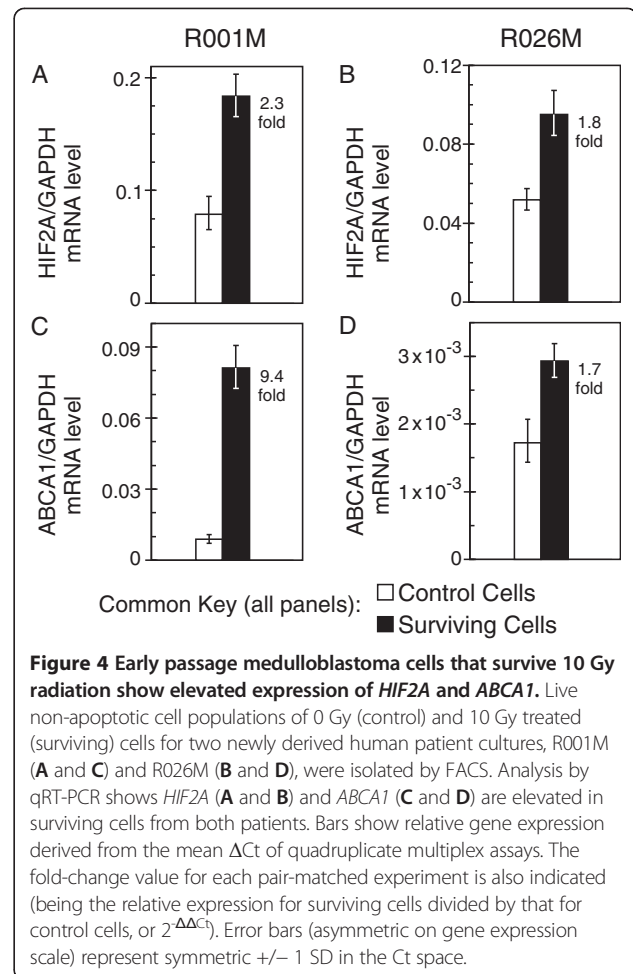 R001M
R026M
A
HIF2A/GAPDH
mRNA level
0.2
0.1
0
2.3
fold
B
HIF2A/GAPDH
mRNA level
0.12
0.08
0.04
0
1.8
fold
C
ABCA1/GAPDH
mRNA level
0.09
0.06
0.03
0
9.4
fold
D
ABCA1/GAPDH
mRNA level
3 x 10⁻³
2 x 10⁻³
1 x 10⁻³
0
1.7
fold
Common Key (all panels):
Control Cells
Surviving Cells
Figure 4 Early passage medulloblastoma cells that survive 10 Gy
radiation show elevated expression of HIF2A and ABCA1. Live
non-apoptotic cell populations of 0 Gy (control) and 10 Gy treated
(surviving) cells for two newly derived human patient cultures, R001M
(A and C) and R026M (B and D), were isolated by FACS. Analysis by
qRT-PCR shows HIF2A (A and B) and ABCA1 (C and D) are elevated in
surviving cells from both patients. Bars show relative gene expression
derived from the mean ΔCt of quadruplicate multiplex assays. The
fold-change value for each pair-matched experiment is also indicated
(being the relative expression for surviving cells divided by that for
control cells, or 2^-ΔΔCt). Error bars (asymmetric on gene expression
scale) represent symmetric +/− 1 SD in the Ct space.